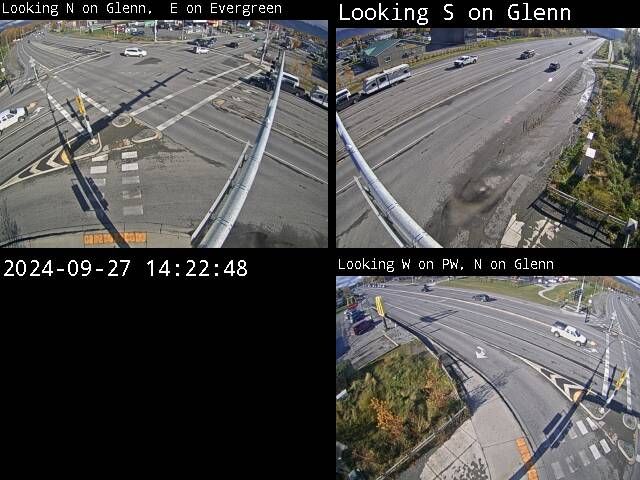 Looking N on Glenn, E on Evergreen
Looking S on Glenn
2024-09-27 14:22:48
Looking W on PW, N on Glenn